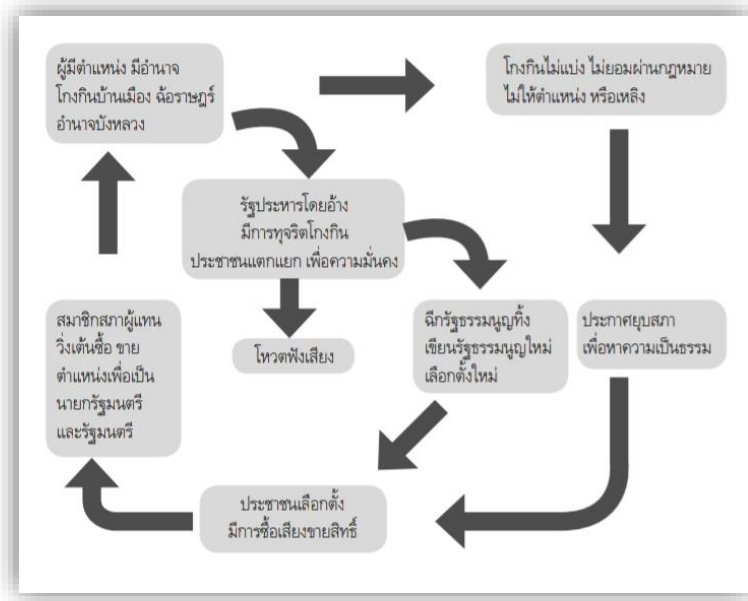 ผู้มีตำแหน่ง มีอำนาจ
โกงกินบ้านเมือง ฉ้อราษฎร์
อำนาจบังหลวง
โกงกินไม่แบ่ง ไม่ยอมผ่านกฎหมาย
ไม่ให้ตำแหน่ง หรือเหลิง
รัฐประหารโดยอ้าง
มีการทุจริตโกงกิน
ประชาชนแตกแยก เพื่อความมั่นคง
สมาชิกสภาผู้แทน
วิ่งเต้นซื้อ ขาย
ตำแหน่งเพื่อเป็น
นายกรัฐมนตรี
และรัฐมนตรี
โหวตฟังเสียง
ฉีกรัฐธรรมนูญทิ้ง
เขียนรัฐธรรมนูญใหม่
เลือกตั้งใหม่
ประกาศยุบสภา
เพื่อหาความเป็นธรรม
ประชาชนเลือกตั้ง
มีการซื้อเสียงขายสิทธิ์